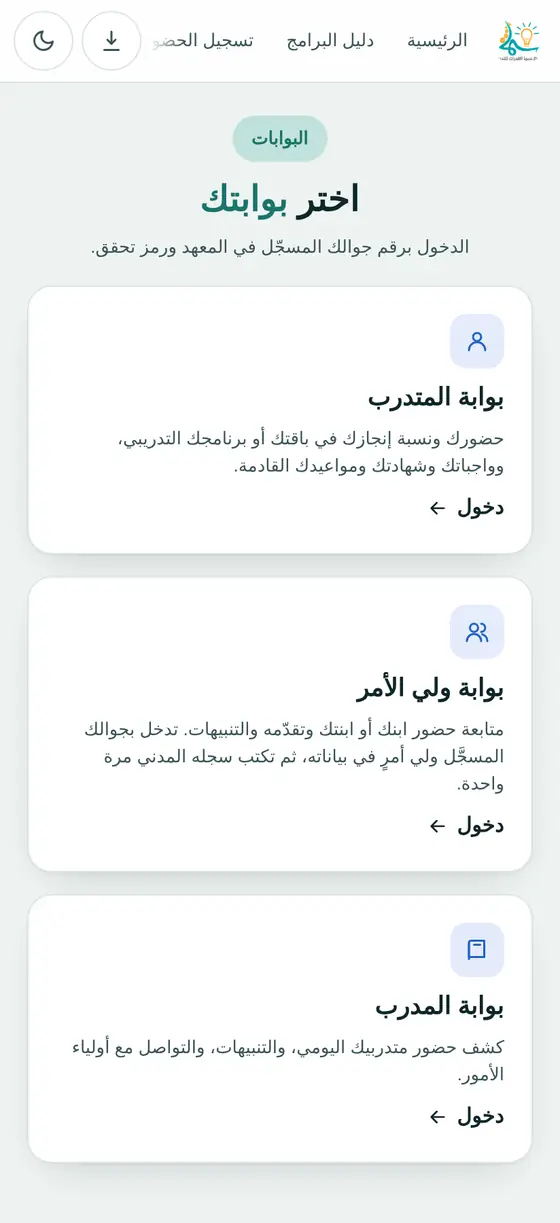 الرئيسية
دليل البرامج
تسجيل الحضو
البوابات
اختر بوابتك
الدخول برقم جوالك المسجّل في المعهد ورمز تحقق.
بوابة المتدرب
حضورك ونسبة إنجازك في باقتك أو برنامجك التدريبي،
وواجباتك وشهادتك ومواعيدك القادمة.
دخول ←
بوابة ولي الأمر
متابعة حضور ابنك أو ابنتك وتقدّمه والتنبيهات. تدخل بجوالك
المسجَّل ولي أمرٍ في بياناته، ثم تكتب سجله المدني مرة
واحدة.
دخول ←
بوابة المدرب
كشف حضور متدربيك اليومي، والتنبيهات، والتواصل مع أولياء
الأمور.
دخول ←